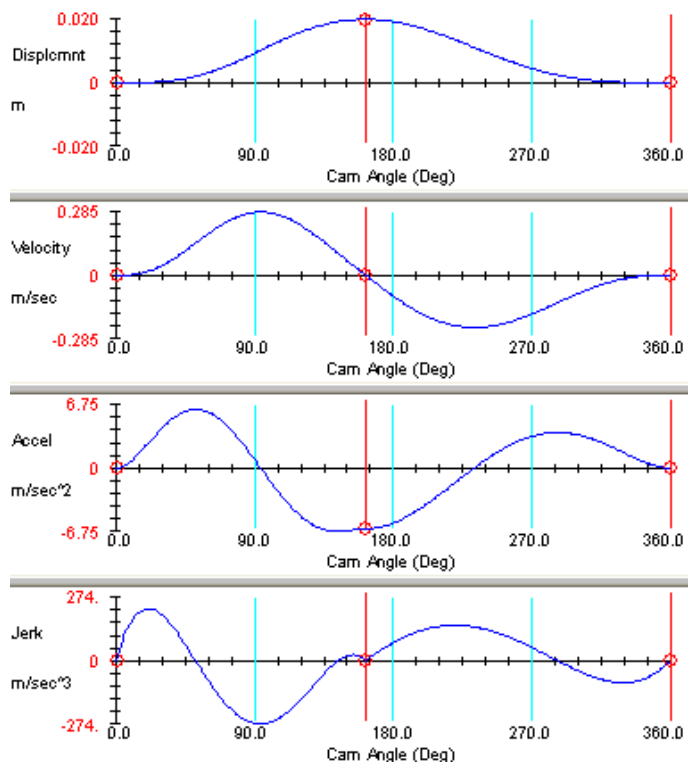 0.020
Displcmnt
0
m
-0.020
0.0 90.0 180.0 270.0 360.0
Cam Angle (Deg)
0.285
Velocity
0
m/sec
-0.285
0.0 90.0 180.0 270.0 360.0
Cam Angle (Deg)
6.75
Accel
0
m/sec^2
-6.75
0.0 90.0 180.0 270.0 360.0
Cam Angle (Deg)
274.
Jerk
0
m/sec^3
-274.
0.0 90.0 180.0 270.0 360.0
Cam Angle (Deg)